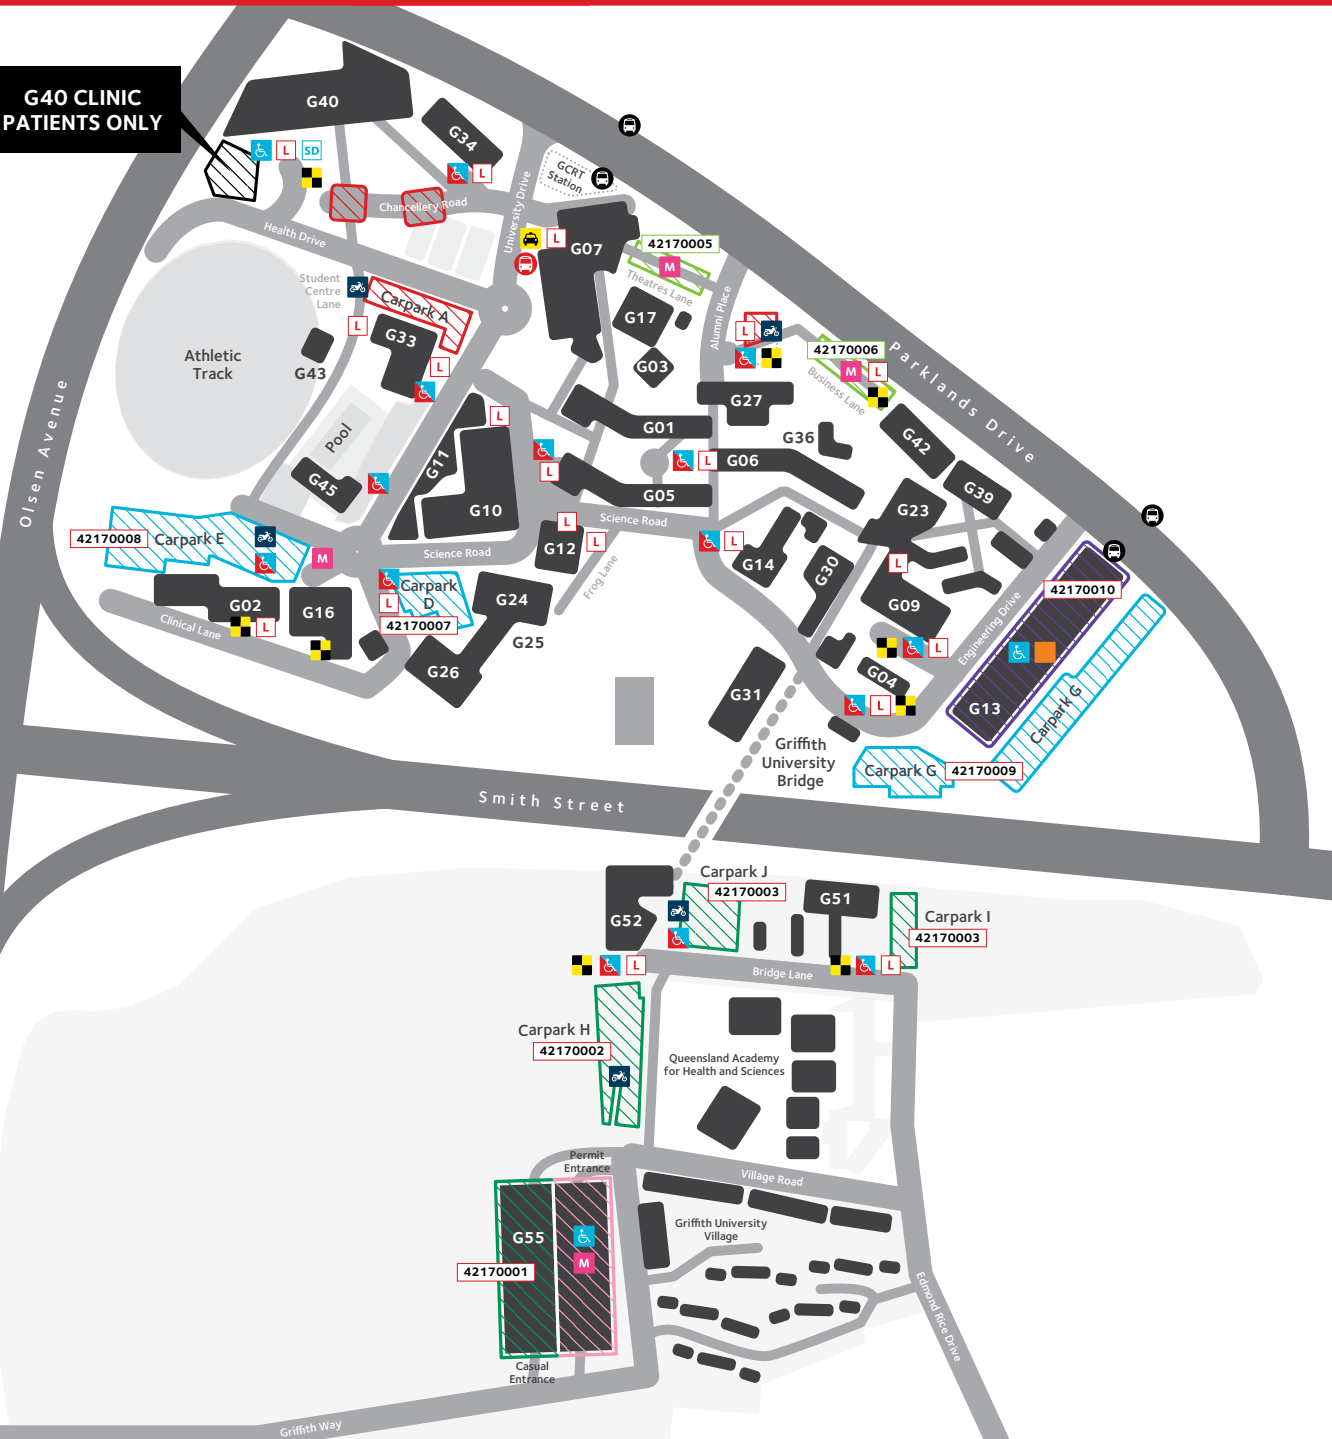 G40 CLINIC
PATIENTS ONLY
G40
G34
L
SD
L
GCRT
Station
Chancellery Road
University Drive
Health Drive
L
G07
42170005
M
Theatres Lane
Student
Centre
Lane
Carpark A
L
G33
L
G43
Athletic
Track
G17
G03
Alumni Place
L
42170006
M
L
Business Lane
Parklands Drive
Olsen Avenue
G27
G01
G36
G42
L
Pool
G11
G45
G10
L
L
G06
G05
G39
G23
Science Road
42170008
Carpark E
M
Science Road
L
G12
L
Frog Lane
L
G14
G30
L
G09
Carpark
D
L
42170007
G24
G25
G26
G02
L
G16
Clinical Lane
L
G04
L
Engineering Drive
42170010
G13
Carpark G
G31
Griffith
University
Bridge
Carpark G
42170009
Smith Street
Carpark J
42170003
G52
G51
Carpark I
42170003
L
L
Bridge Lane
Carpark H
42170002
Queensland Academy
for Health and Sciences
Permit
Entrance
Village Road
G55
M
42170001
Griffith University
Village
Casual
Entrance
Edmond Rice Drive
Griffith Way